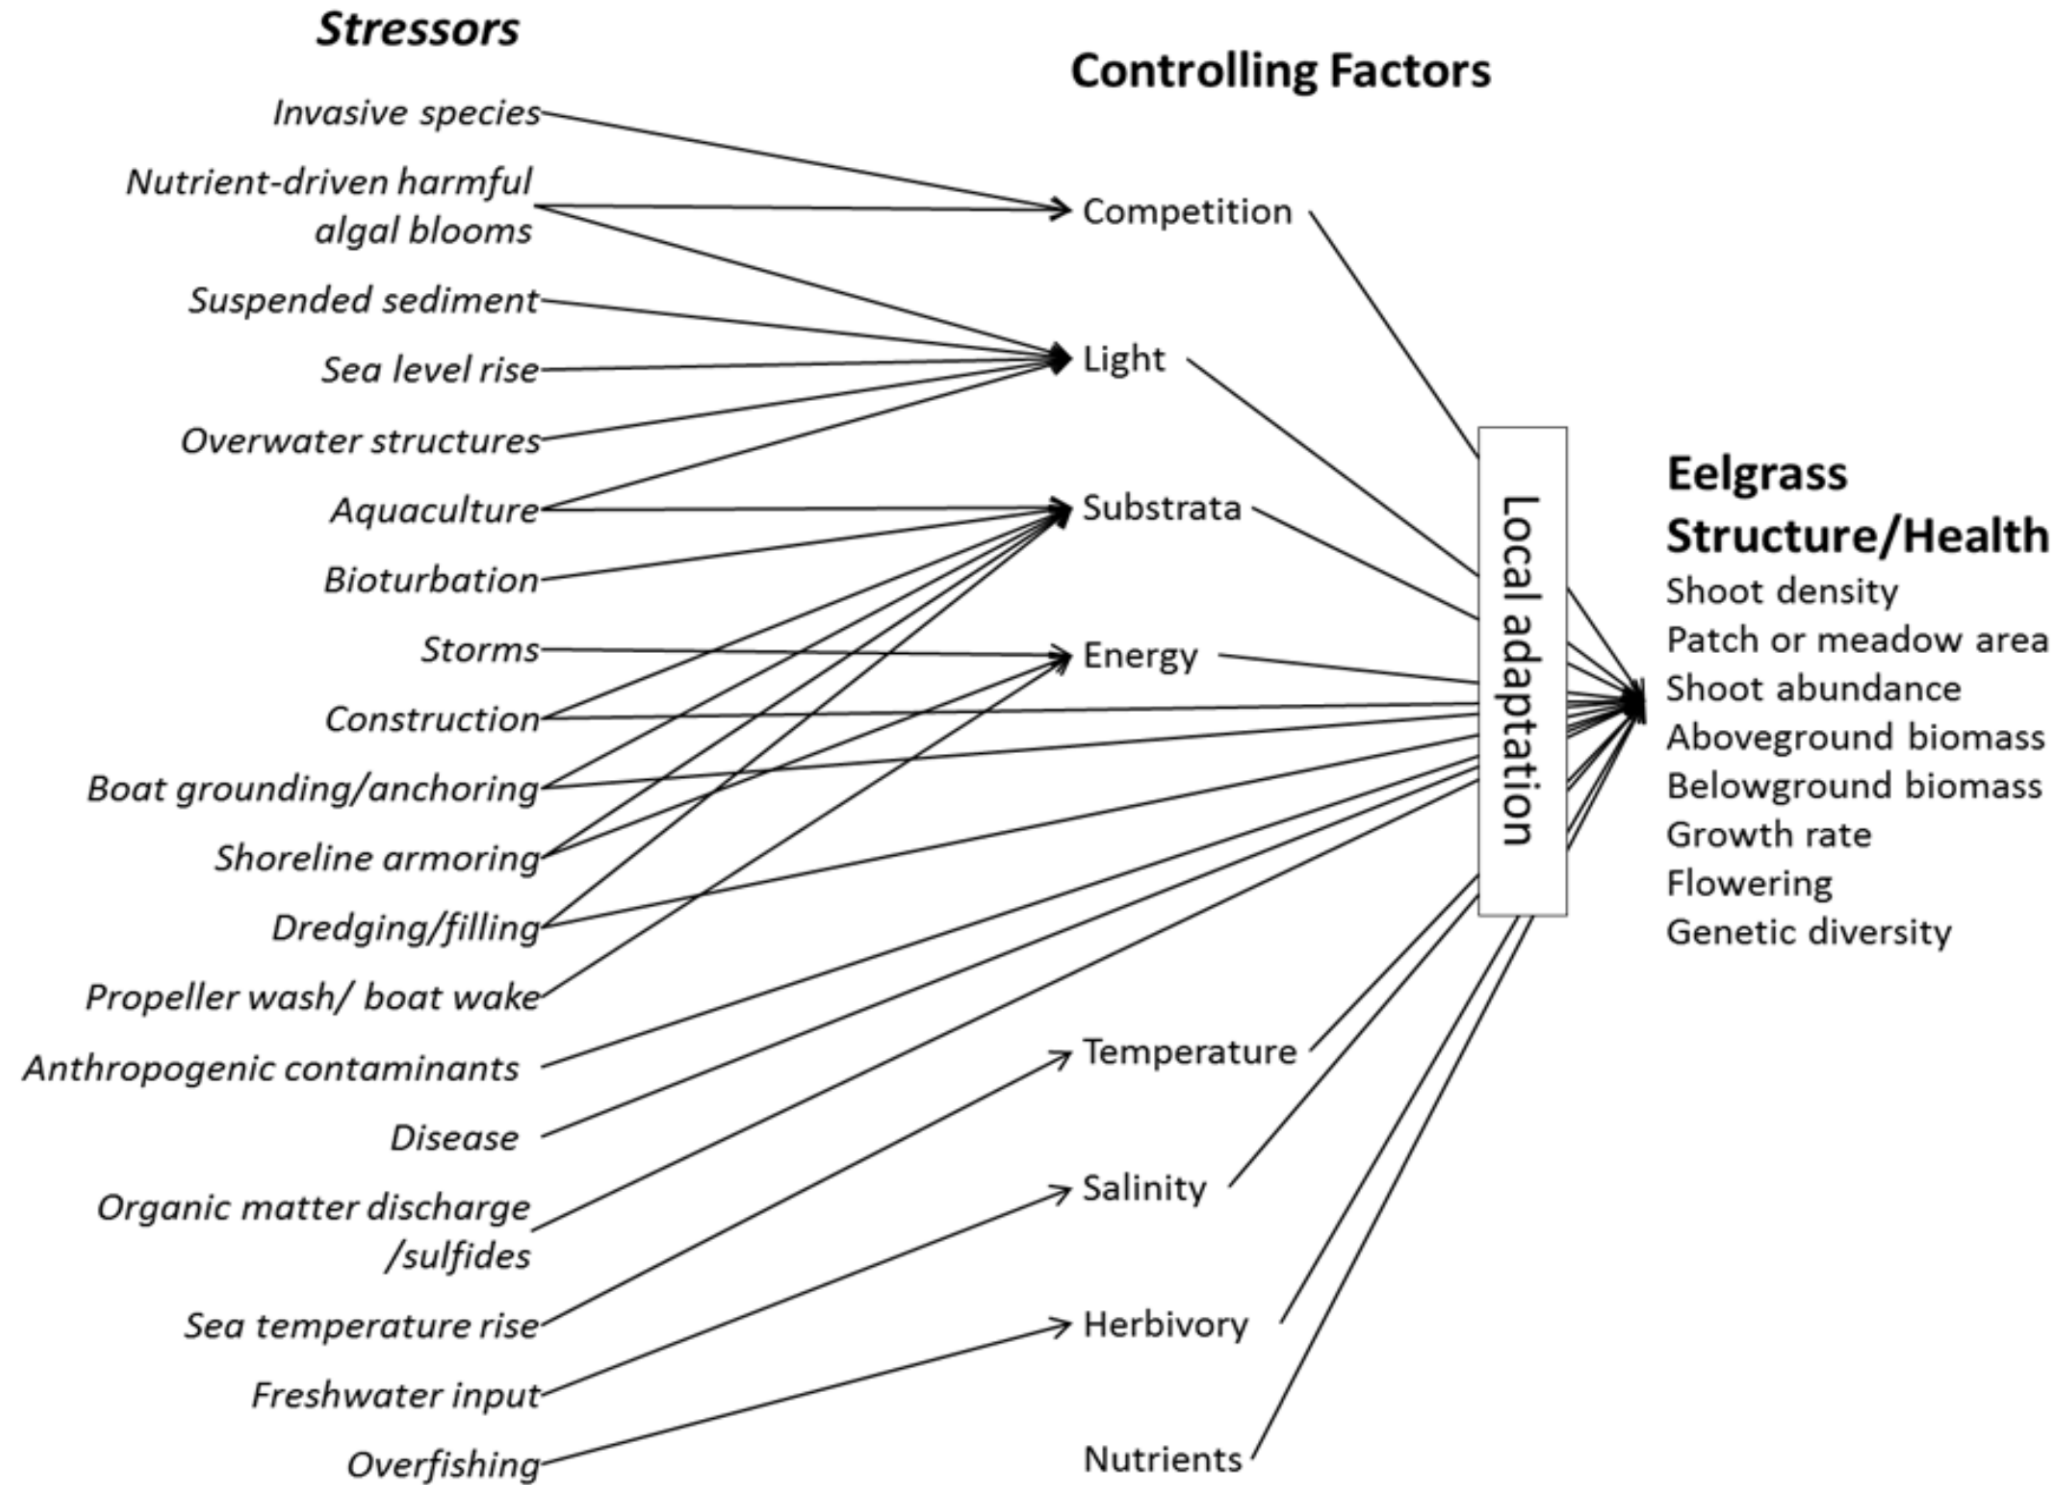 Stressors
Invasive species
Nutrient-driven harmful
algal blooms
Suspended sediment
Sea level rise
Overwater structures
Aquaculture
Bioturbation
Storms
Construction
Boat grounding/anchoring
Shoreline armoring
Dredging/filling
Propeller wash/ boat wake
Anthropogenic contaminants
Disease
Organic matter discharge
/sulfides
Sea temperature rise
Freshwater input
Overfishing
Controlling Factors
Competition
Light
Substrata
Energy
Temperature
Salinity
Herbivory
Nutrients
Local adaptation
Eelgrass
Structure/Health
Shoot density
Patch or meadow area
Shoot abundance
Aboveground biomass
Belowground biomass
Growth rate
Flowering
Genetic diversity